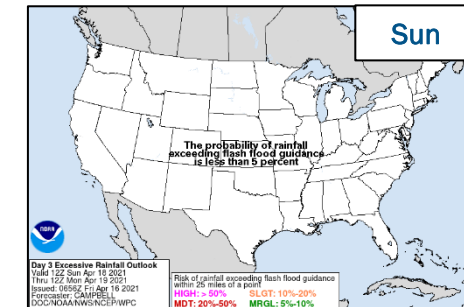 Sun
The probability of rainfall
exceeding flash flood guidance
is less than 5 percent
NOAA
Day 3 Excessive Rainfall Outlook
Valid 12Z Sun Apr 18 2021
Thru 12Z Mon Apr 19 2021
Issued: 0656Z Fri Apr 16 2021
Forecaster: CAMPBELL
DOC/NOAA/NWS/NCEP/WPC
Risk of rainfall exceeding flash flood guidance
within 25 miles of a point
HIGH: > 50% SLGT: 10%-20%
MDT: 20%-50% MRGL: 5%-10%